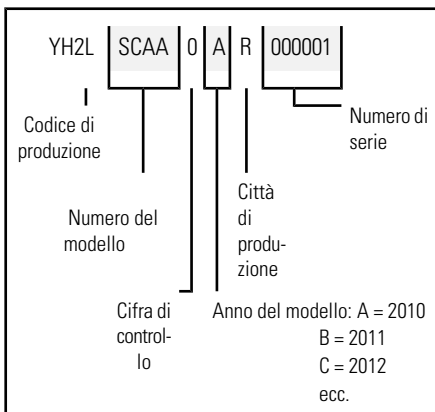 YH2L SCAA 0 A R 000001
Codice di
produzione
Numero di
serie
Numero del
modello
Città
di
produ-
zione
Cifra di
control-
lo
Anno del modello: A = 2010
B = 2011
C = 2012
ecc.